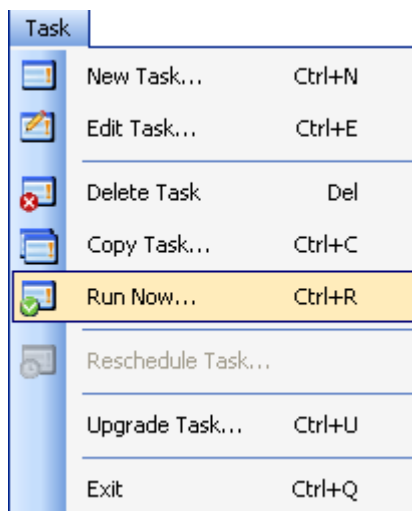 Task
New Task... Ctrl+N
Edit Task... Ctrl+E
Delete Task Del
Copy Task... Ctrl+C
Run Now... Ctrl+R
Reschedule Task...
Upgrade Task... Ctrl+U
Exit Ctrl+Q